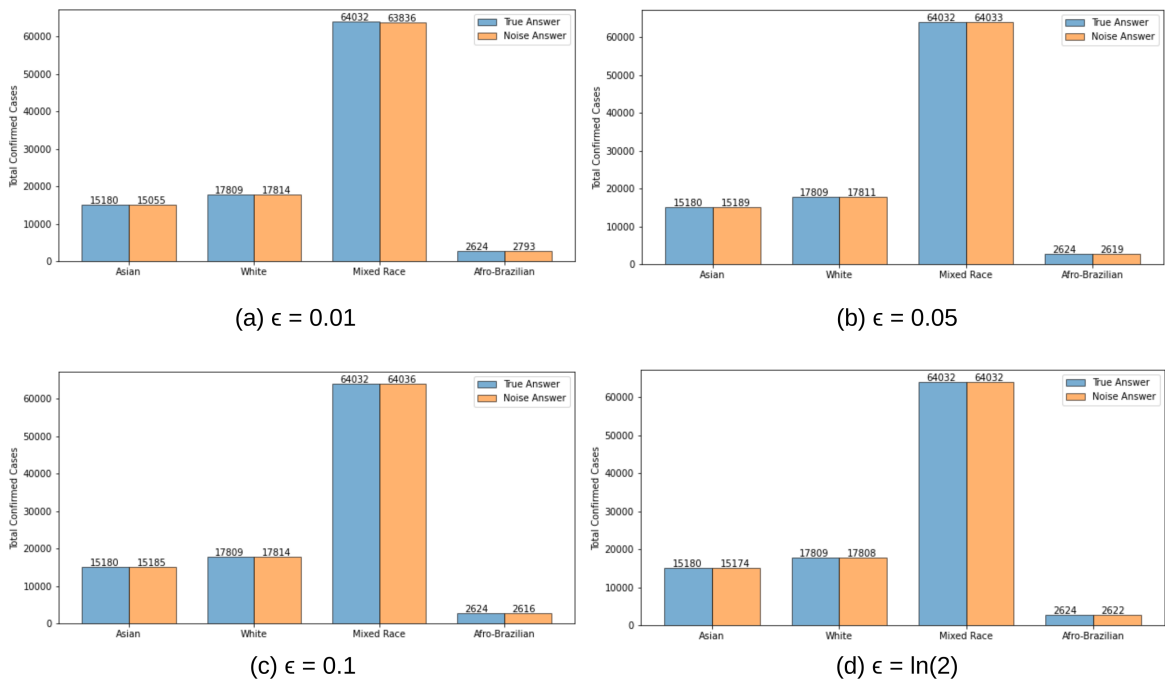 64032 63836
60000
50000
40000
30000
20000
10000
0
Total Confirmed Cases
True Answer
Noise Answer
15180 15055
17809 17814
2624 2793
Asian White Mixed Race Afro-Brazilian
(a) ϵ = 0.01
64032 64033
60000
50000
40000
30000
20000
10000
0
Total Confirmed Cases
True Answer
Noise Answer
15180 15189
17809 17811
2624 2619
Asian White Mixed Race Afro-Brazilian
(b) ϵ = 0.05
64032 64036
60000
50000
40000
30000
20000
10000
0
Total Confirmed Cases
True Answer
Noise Answer
15180 15185
17809 17814
2624 2616
Asian White Mixed Race Afro-Brazilian
(c) ϵ = 0.1
64032 64032
60000
50000
40000
30000
20000
10000
0
Total Confirmed Cases
True Answer
Noise Answer
15180 15174
17809 17808
2624 2622
Asian White Mixed Race Afro-Brazilian
(d) ϵ = ln(2)